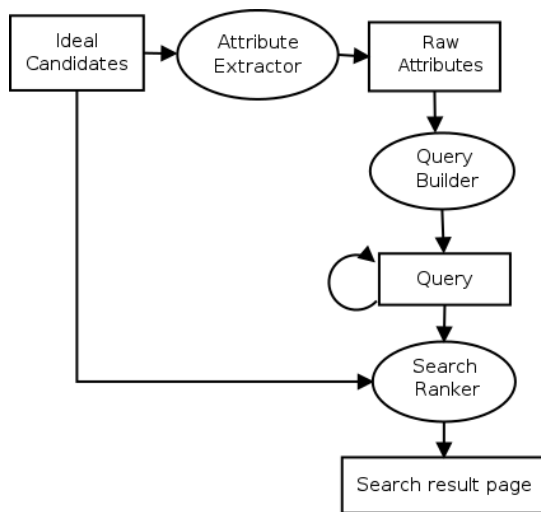 Ideal
Candidates
Attribute
Extractor
Raw
Attributes
Query
Builder
Query
Search
Ranker
Search result page